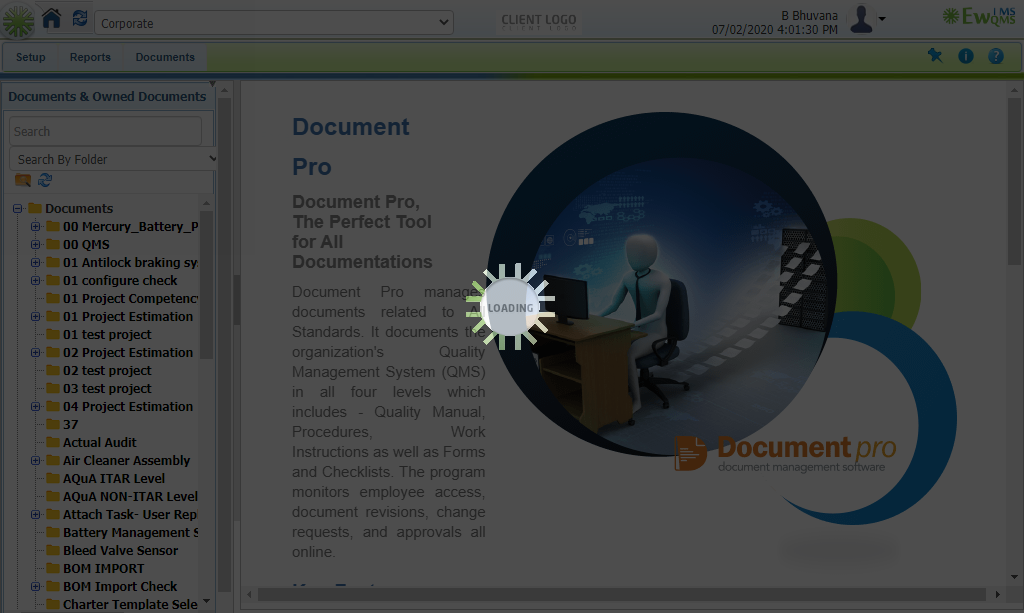 Corporate
CLIENT LOGO
CLIENT LOGO
B Bhuvana
07/02/2020 4:01:30 PM
EwQMS
LMS
Setup Reports Documents
Documents & Owned Documents
Search
Search By Folder
Documents
00 Mercury_Battery_P
00 QMS
01 Antilock braking sy
01 configure check
01 Project Competency
01 Project Estimation
01 test project
02 Project Estimation
02 test project
03 test project
04 Project Estimation
37
Actual Audit
Air Cleaner Assembly
AQuA ITAR Level
AQuA NON-ITAR Level
Attach Task- User Rep
Battery Management S
Bleed Valve Sensor
BOM IMPORT
BOM Import Check
Charter Template Sele
Document
Pro
Document Pro,
The Perfect Tool
for All
Documentations
Document Pro manages
documents related to
Standards. It documents the
organization's Quality
Management System (QMS)
in all four levels which
includes - Quality Manual,
Procedures, Work
Instructions as well as Forms
and Checklists. The program
monitors employee access,
document revisions, change
requests, and approvals all
online.
LOADING
Document pro
document management software